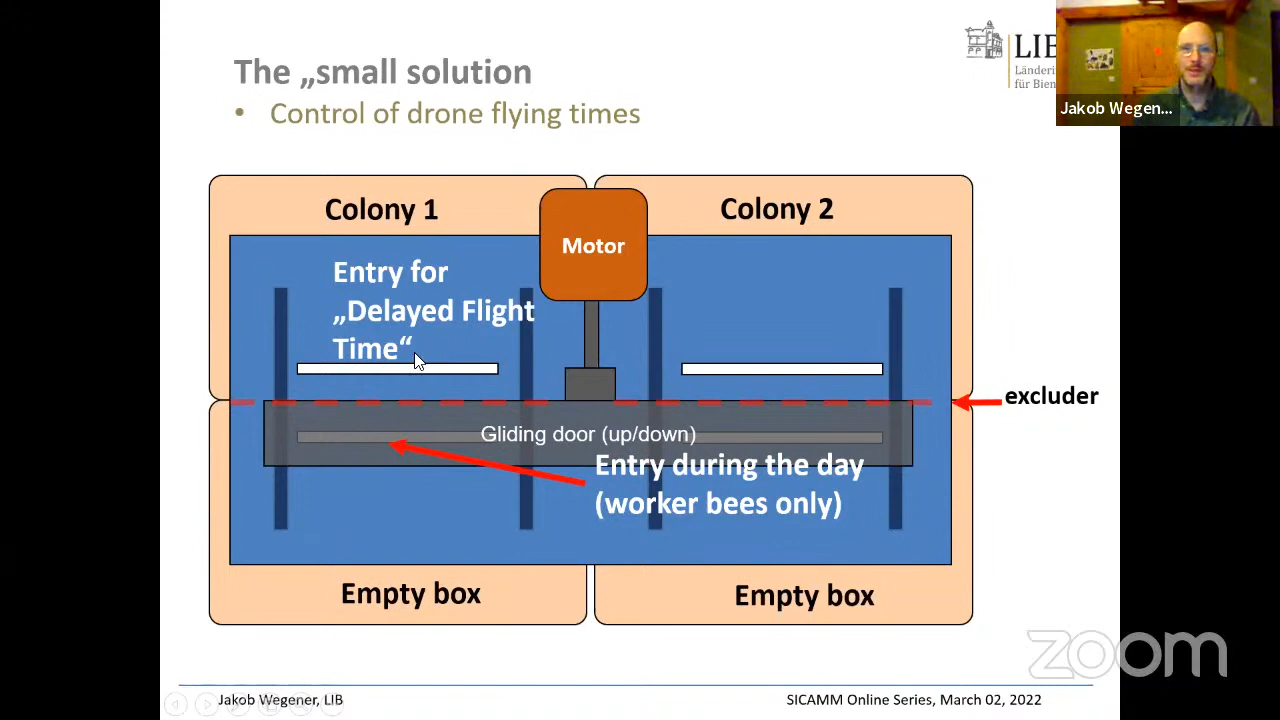 The „small solution
• Control of drone flying times
LIB
Länderin
für Bien
Jakob Wegen...
Colony 1
Colony 2
Motor
Entry for
„Delayed Flight
Time“
excluder
Gliding door (up/down)
Entry during the day
(worker bees only)
Empty box
Empty box
zoom
Jakob Wegener, LIB
SICAMM Online Series, March 02, 2022